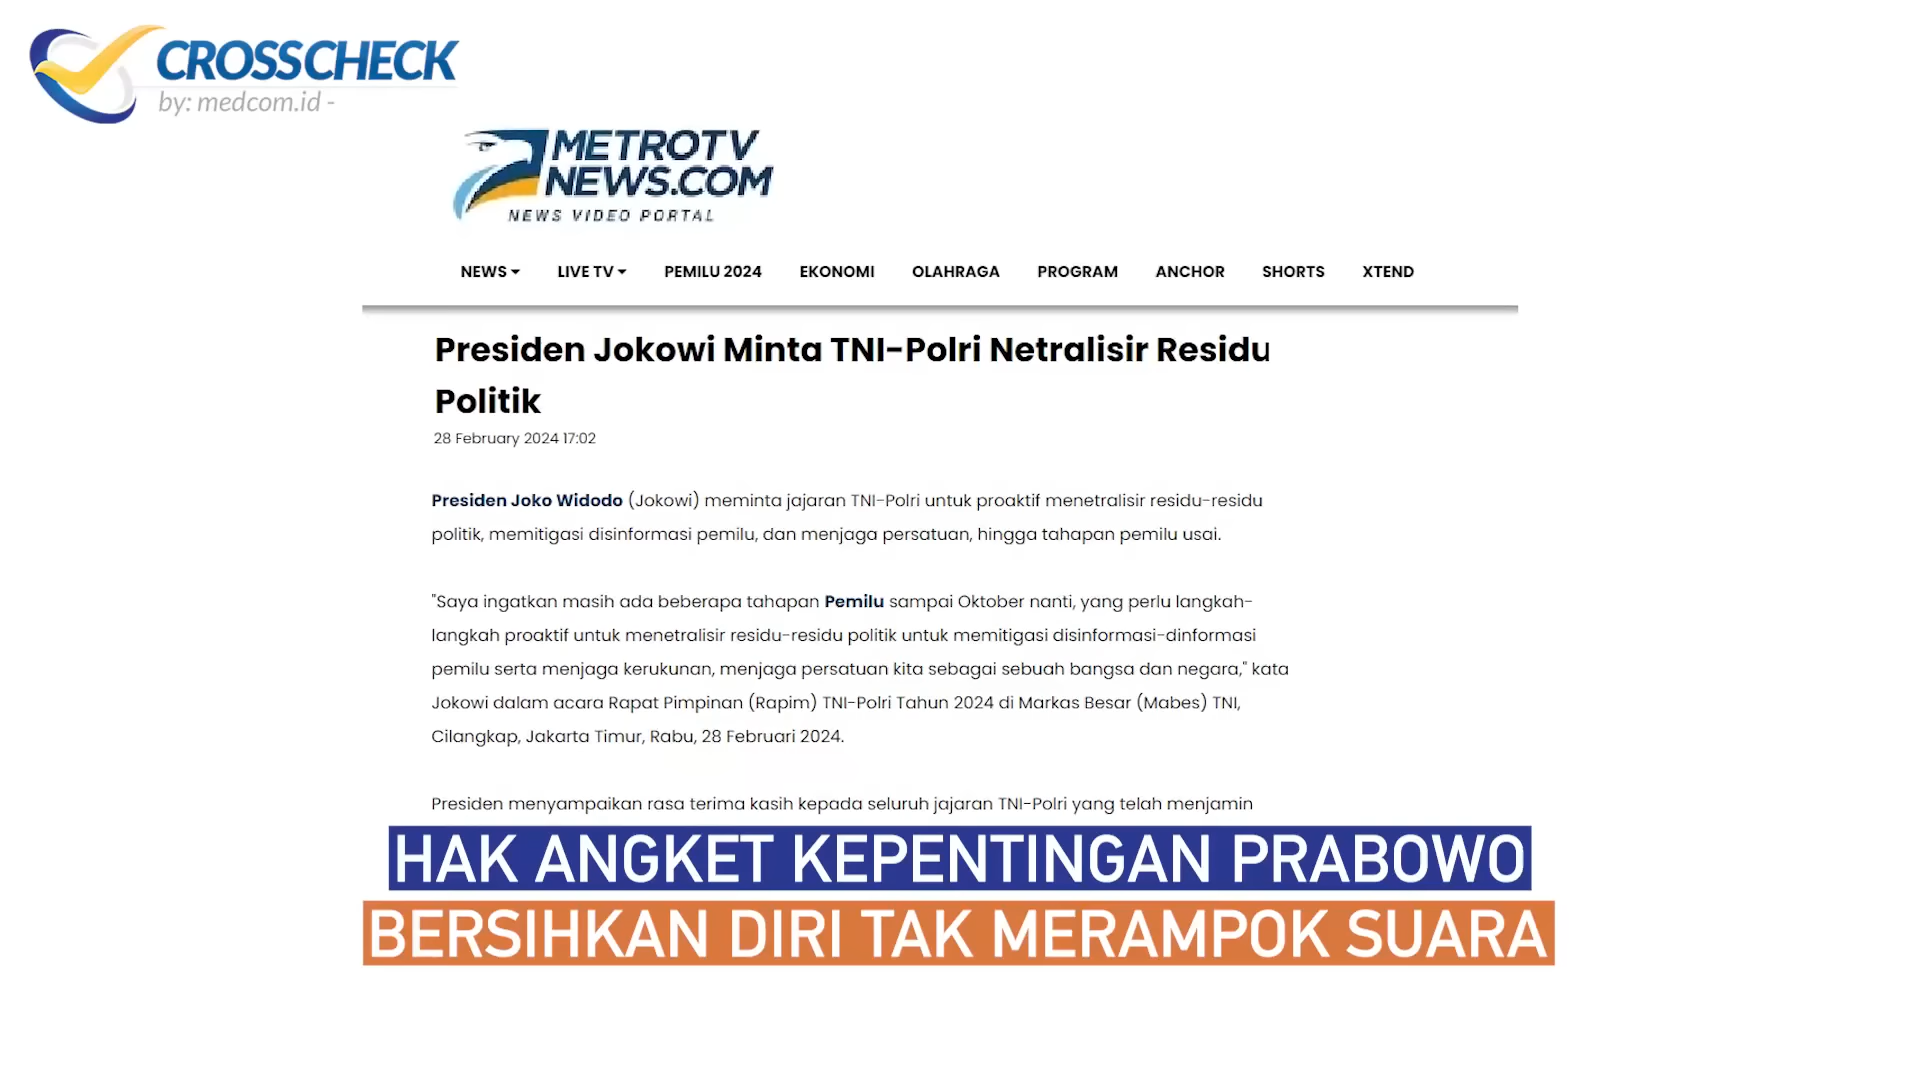 CROSSCHECK
by: medcom.id -
METROTV
NEWS.COM
NEWS VIDEO PORTAL
NEWS LIVE TV PEMILU 2024 EKONOMI OLAHRAGA PROGRAM ANCHOR SHORTS XTEND
Presiden Jokowi Minta TNI-Polri Netralisir Residu
Politik
28 February 2024 17:02
Presiden Joko Widodo (Jokowi) meminta jajaran TNI-Polri untuk proaktif menetralisir residu-residu
politik, memitigasi disinformasi pemilu, dan menjaga persatuan, hingga tahapan pemilu usai.
"Saya ingatkan masih ada beberapa tahapan Pemilu sampai Oktober nanti, yang perlu langkah-
langkah proaktif untuk menetralisir residu-residu politik untuk memitigasi disinformasi-dinformasi
pemilu serta menjaga kerukunan, menjaga persatuan kita sebagai sebuah bangsa dan negara," kata
Jokowi dalam acara Rapat Pimpinan (Rapim) TNI-Polri Tahun 2024 di Markas Besar (Mabes) TNI,
Cilangkap, Jakarta Timur, Rabu, 28 Februari 2024.
Presiden menyampaikan rasa terima kasih kepada seluruh jajaran TNI-Polri yang telah menjamin
HAK ANGKET KEPENTINGAN PRABOWO
BERSIHKAN DIRI TAK MERAMPOK SUARA